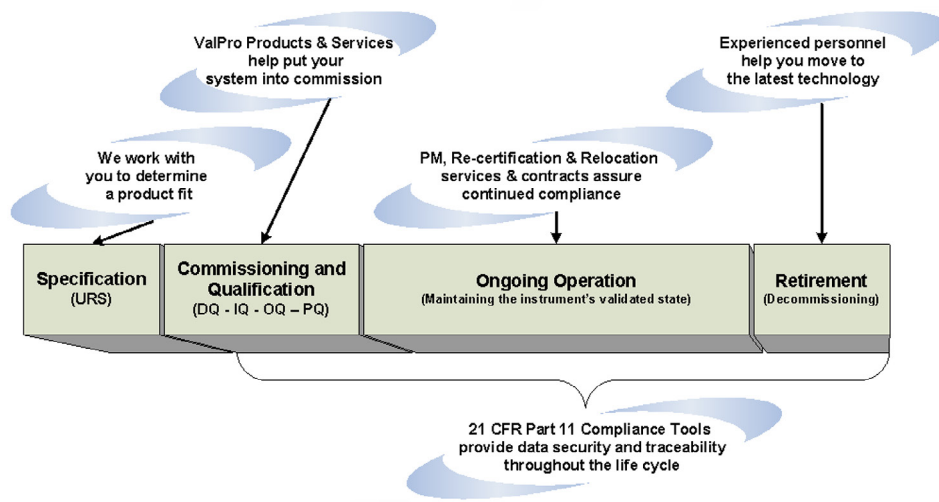 ValPro Products & Services
help put your
system into commission
Experienced personnel
help you move to
the latest technology
We work with
you to determine
a product fit
PM, Re-certification & Relocation
services & contracts assure
continued compliance
Specification
(URS)
Commissioning and
Qualification
(DQ - IQ - OQ – PQ)
Ongoing Operation
(Maintaining the instrument's validated state)
Retirement
(Decommissioning)
21 CFR Part 11 Compliance Tools
provide data security and traceability
throughout the life cycle